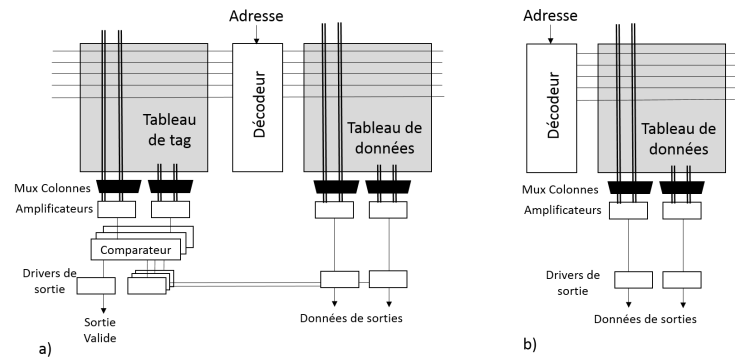 Adresse
Décodeur
Tableau
de tag
Tableau de
données
Mux Colonnes
Amplificateurs
Comparateur
Drivers de
sortie
Sortie
Valide
Données de sorties
a)
Adresse
Décodeur
Tableau de
données
Mux Colonnes
Amplificateurs
Drivers de
sortie
Données de sorties
b)